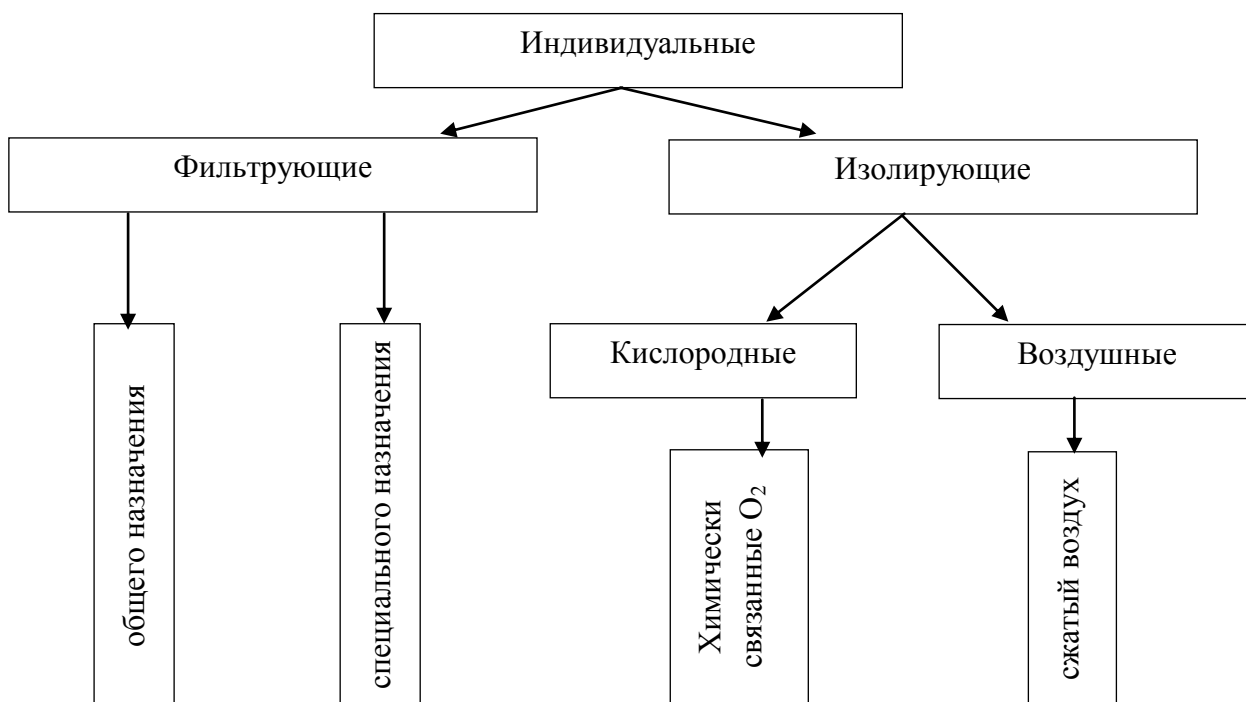 Индивидуальные
Фильтрующие
Изолирующие
Кислородные
Воздушные
общего назначения
специального назначения
Химически
связанные O₂
сжатый воздух